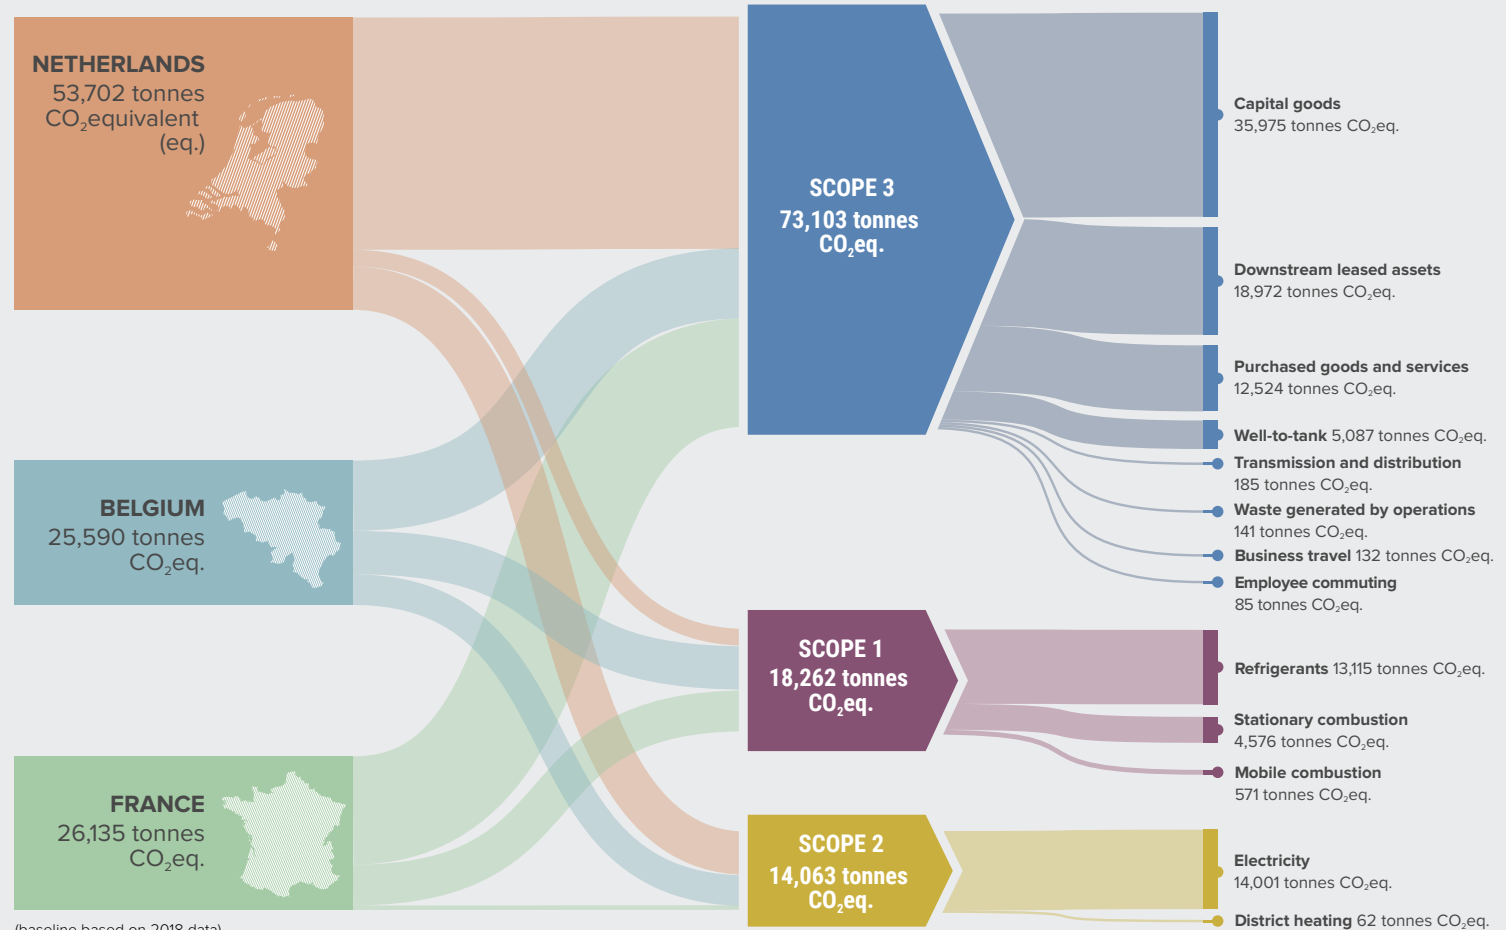 NETHERLANDS
53,702 tonnes
CO₂equivalent
(eq.)
BELGIUM
25,590 tonnes
CO₂eq.
FRANCE
26,135 tonnes
CO₂eq.
(baseline based on 2018 data)
SCOPE 3
73,103 tonnes
CO₂eq.
SCOPE 1
18,262 tonnes
CO₂eq.
SCOPE 2
14,063 tonnes
CO₂eq.
Capital goods
35,975 tonnes CO₂eq.
Downstream leased assets
18,972 tonnes CO₂eq.
Purchased goods and services
12,524 tonnes CO₂eq.
Well-to-tank 5,087 tonnes CO₂eq.
Transmission and distribution
185 tonnes CO₂eq.
Waste generated by operations
141 tonnes CO₂eq.
Business travel 132 tonnes CO₂eq.
Employee commuting
85 tonnes CO₂eq.
Refrigerants 13,115 tonnes CO₂eq.
Stationary combustion
4,576 tonnes CO₂eq.
Mobile combustion
571 tonnes CO₂eq.
Electricity
14,001 tonnes CO₂eq.
District heating 62 tonnes CO₂eq.